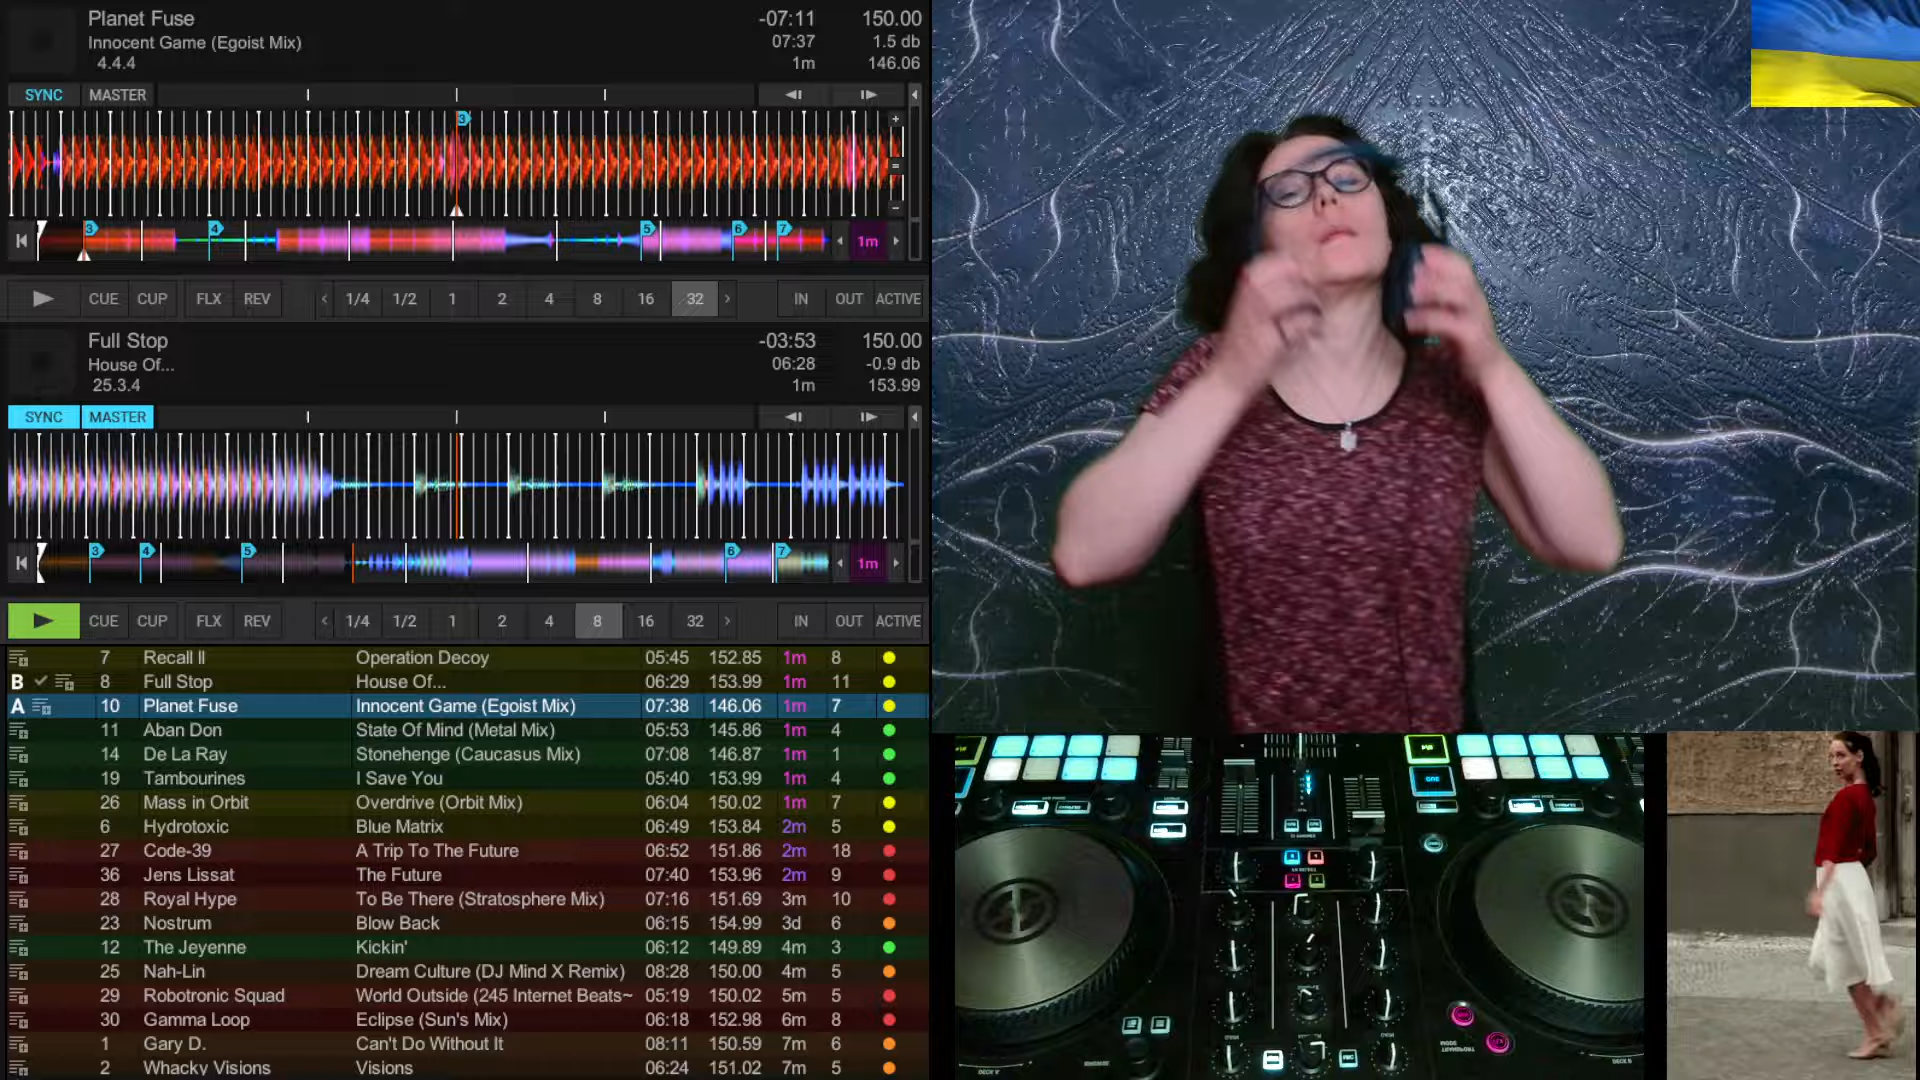 Planet Fuse -07:11 150.00
Innocent Game (Egoist Mix) 07:37 1.5 db
4.4.4 1m 146.06
SYNC MASTER
3
3 4 5 6 7 1m
CUE CUP FLX REV 1/4 1/2 1 2 4 8 16 32 IN OUT ACTIVE
Full Stop -03:53 150.00
House Of... 06:28 -0.9 db
25.3.4 1m 153.99
SYNC MASTER
3 4 5 6 7 1m
CUE CUP FLX REV 1/4 1/2 1 2 4 8 16 32 IN OUT ACTIVE
7 Recall II Operation Decoy 05:45 152.85 1m 8
B 8 Full Stop House Of... 06:29 153.99 1m 11
A 10 Planet Fuse Innocent Game (Egoist Mix) 07:38 146.06 1m 7
11 Aban Don State Of Mind (Metal Mix) 05:53 145.86 1m 4
14 De La Ray Stonehenge (Caucasus Mix) 07:08 146.87 1m 1
19 Tambourines I Save You 05:40 153.99 1m 4
26 Mass in Orbit Overdrive (Orbit Mix) 06:04 150.02 1m 7
6 Hydrotoxic Blue Matrix 06:49 153.84 2m 5
27 Code-39 A Trip To The Future 06:52 151.86 2m 18
36 Jens Lissat The Future 07:40 153.96 2m 9
28 Royal Hype To Be There (Stratosphere Mix) 07:16 151.69 3m 10
23 Nostrum Blow Back 06:15 154.99 3d 6
12 The Jeyenne Kickin' 06:12 149.89 4m 3
25 Nah-Lin Dream Culture (DJ Mind X Remix) 08:28 150.00 4m 5
29 Robotronic Squad World Outside (245 Internet Beats~ 05:19 150.02 5m 5
30 Gamma Loop Eclipse (Sun's Mix) 06:18 152.98 6m 8
1 Gary D. Can't Do Without It 08:11 150.59 7m 6
2 Whacky Visions Visions 06:24 151.02 7m 5